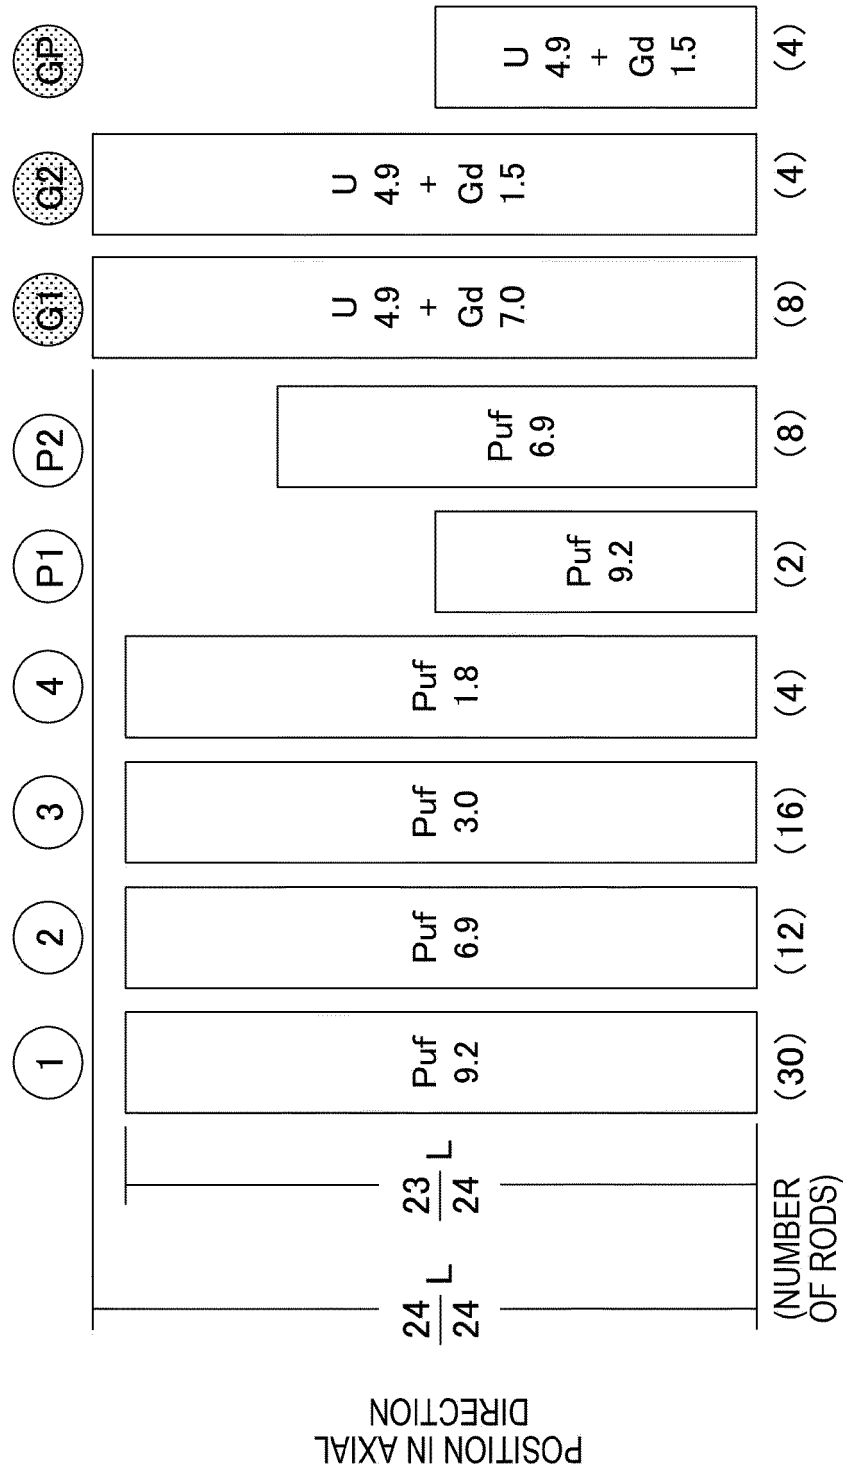 POSITION IN AXIAL
DIRECTION
24
24
L
23
24
L
(NUMBER
OF RODS)
1
Puf
9.2
(30)
2
Puf
6.9
(12)
3
Puf
3.0
(16)
4
Puf
1.8
(4)
P1
Puf
9.2
(2)
P2
Puf
6.9
(8)
G1
U
4.9
+
Gd
7.0
(8)
G2
U
4.9
+
Gd
1.5
(4)
GP
U
4.9
+
Gd
1.5
(4)